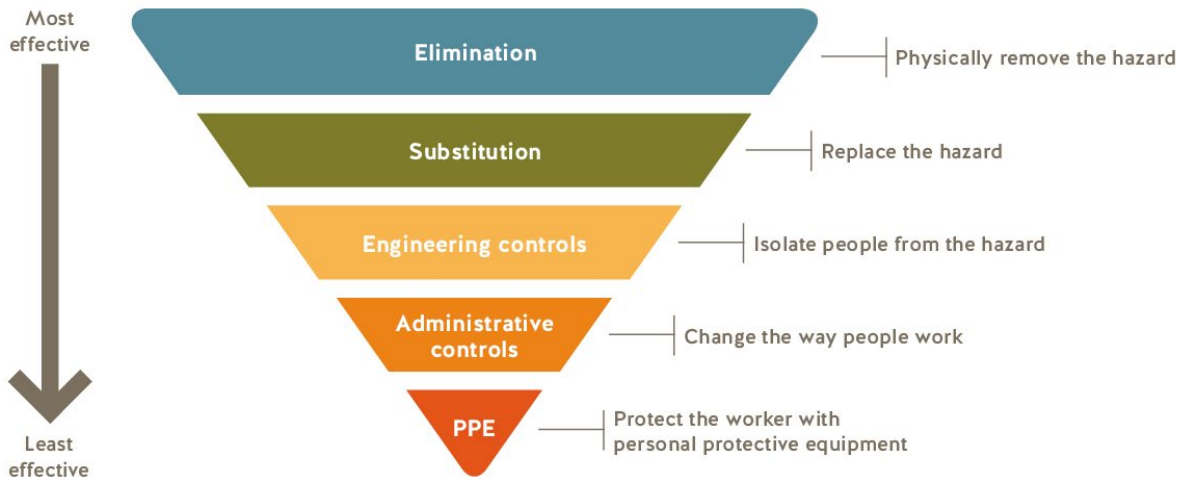 Most
effective
Elimination
Physically remove the hazard
Substitution
Replace the hazard
Engineering controls
Isolate people from the hazard
Administrative
controls
Change the way people work
PPE
Protect the worker with
personal protective equipment
Least
effective